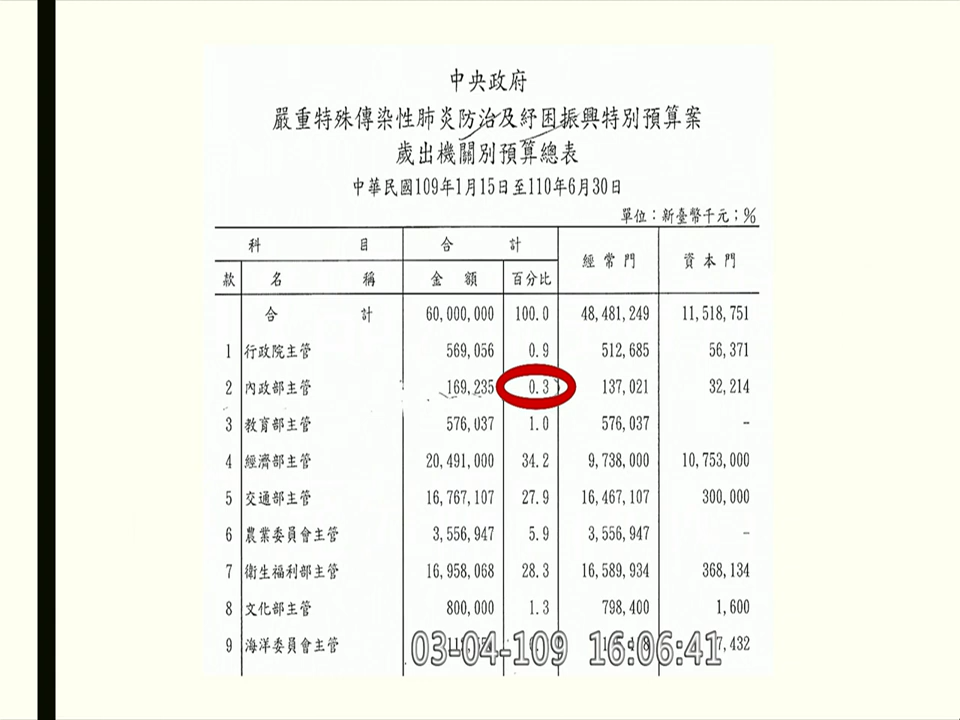 中央政府
嚴重特殊傳染性肺炎防治及紓困振興特別預算案
歲出機關別預算總表
中華民國109年1月15日至110年6月30日
單位：新臺幣千元；%
科 目 合 計 經常門 資本門
款 名 稱 金 額 百分比
合 計 60,000,000 100.0 48,481,249 11,518,751
1 行政院主管 569,056 0.9 512,685 56,371
2 內政部主管 169,235 0.3 137,021 32,214
3 教育部主管 576,037 1.0 576,037 -
4 經濟部主管 20,491,000 34.2 9,738,000 10,753,000
5 交通部主管 16,767,107 27.9 16,467,107 300,000
6 農業委員會主管 3,556,947 5.9 3,556,947 -
7 衛生福利部主管 16,958,068 28.3 16,589,934 368,134
8 文化部主管 800,000 1.3 798,400 1,600
9 海洋委員會主管
03-04-109 16:06:41